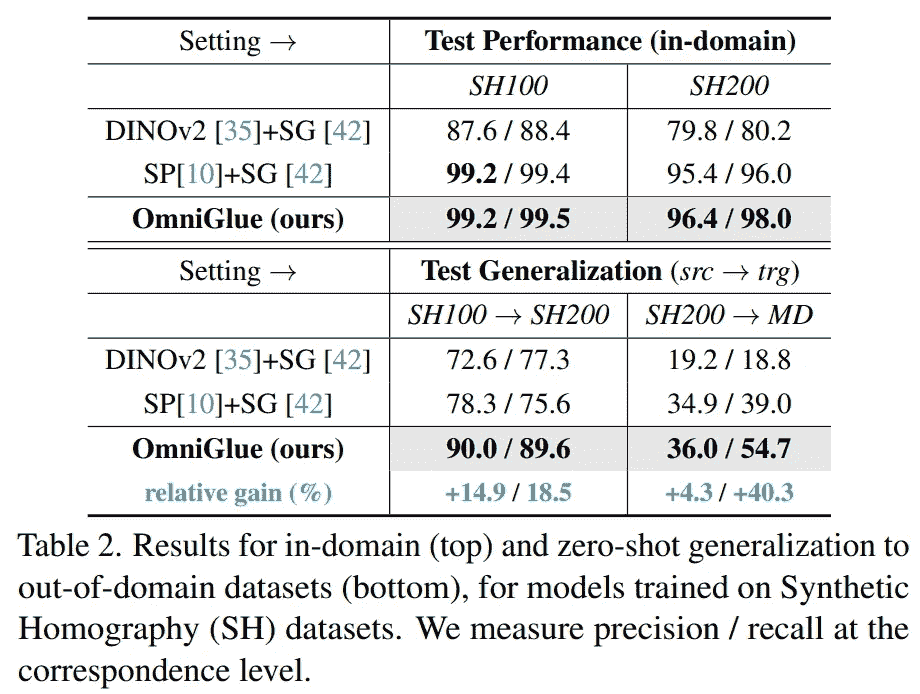 Setting → Test Performance (in-domain)
SH100 SH200
DINOv2 [35]+SG [42] 87.6 / 88.4 79.8 / 80.2
SP[10]+SG [42] 99.2 / 99.4 95.4 / 96.0
OmniGlue (ours) 99.2 / 99.5 96.4 / 98.0
Setting → Test Generalization (src → trg)
SH100 → SH200 SH200 → MD
DINOv2 [35]+SG [42] 72.6 / 77.3 19.2 / 18.8
SP[10]+SG [42] 78.3 / 75.6 34.9 / 39.0
OmniGlue (ours) 90.0 / 89.6 36.0 / 54.7
relative gain (%) +14.9 / 18.5 +4.3 / +40.3
Table 2. Results for in-domain (top) and zero-shot generalization to
out-of-domain datasets (bottom), for models trained on Synthetic
Homography (SH) datasets. We measure precision / recall at the
correspondence level.